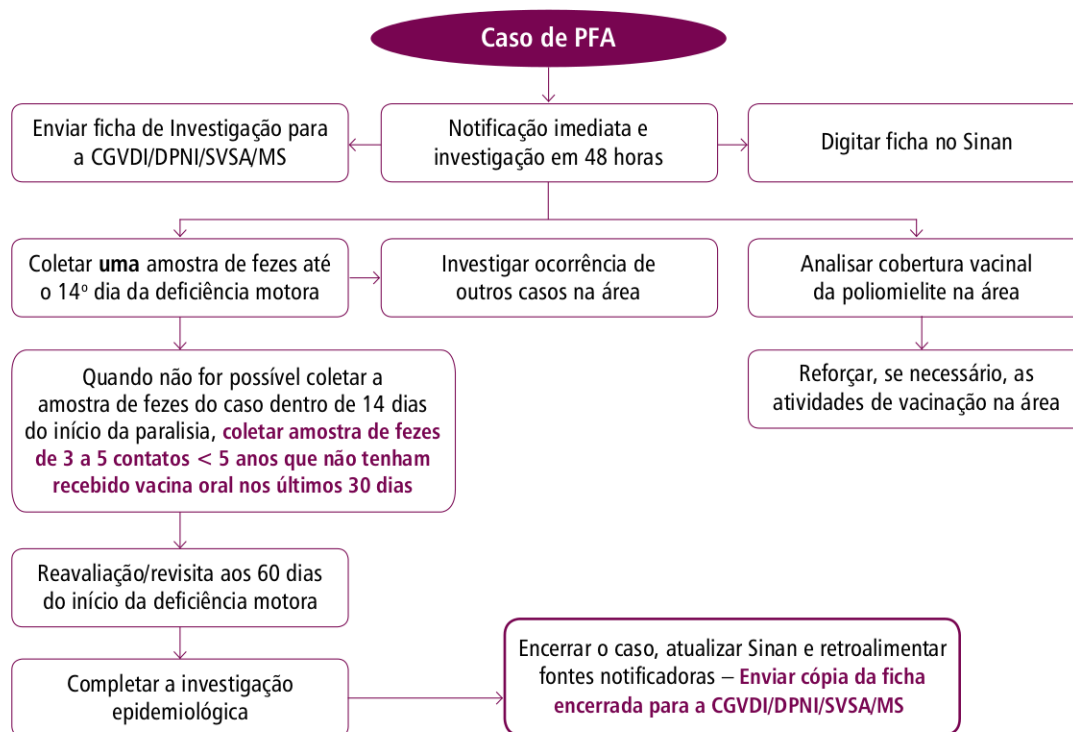 Caso de PFA
Enviar ficha de Investigação para
a CGVDI/DPNI/SVSA/MS
Notificação imediata e
investigação em 48 horas
Digitar ficha no Sinan
Coletar uma amostra de fezes até
o 14º dia da deficiência motora
Investigar ocorrência de
outros casos na área
Analisar cobertura vacinal
da poliomielite na área
Quando não for possível coletar a
amostra de fezes do caso dentro de 14 dias
do início da paralisia, coletar amostra de fezes
de 3 a 5 contatos < 5 anos que não tenham
recebido vacina oral nos últimos 30 dias
Reforçar, se necessário, as
atividades de vacinação na área
Reavaliação/revisita aos 60 dias
do início da deficiência motora
Completar a investigação
epidemiológica
Encerrar o caso, atualizar Sinan e retroalimentar
fontes notificadoras – Enviar cópia da ficha
encerrada para a CGVDI/DPNI/SVSA/MS